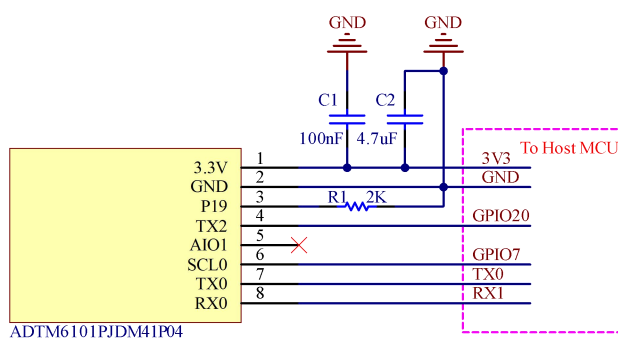 GND GND
C1 C2
100nF 4.7uF
To Host MCU
3.3V 1 3V3
GND 2 GND
P19 3 R1 2K
TX2 4 GPIO20
AIO1 5
SCL0 6 GPIO7
TX0 7 TX0
RX0 8 RX1
ADTM6101PJDM41P04